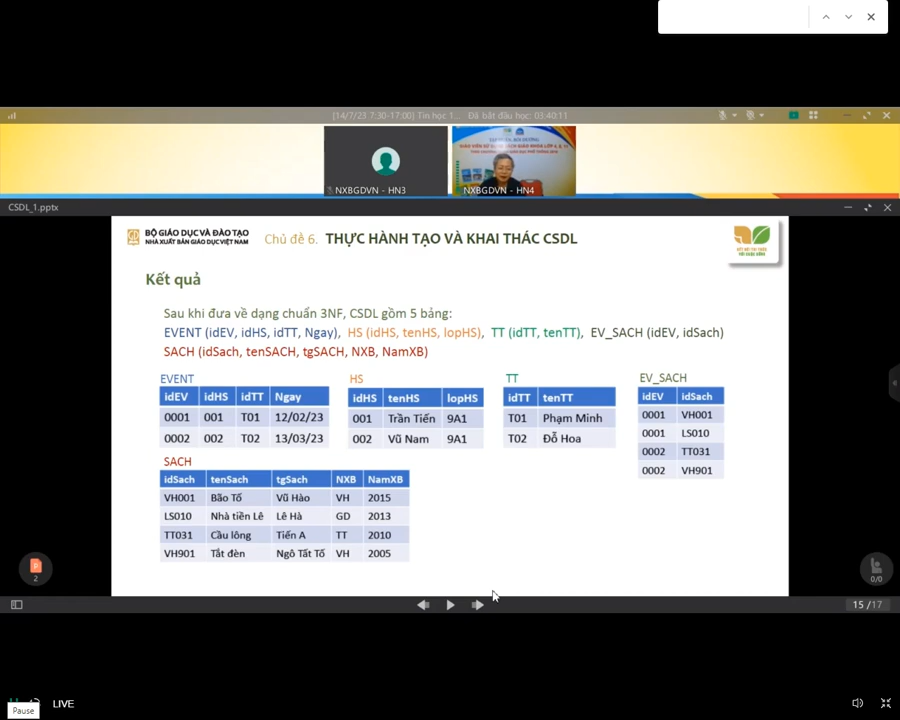 [14/7/23 7:30-17:00] Tin học 1... Đã bắt đầu học: 03:40:11
NXBGDVN - HN3
NXBGDVN - HN4
CSDL_1.pptx
BỘ GIÁO DỤC VÀ ĐÀO TẠO
NHÀ XUẤT BẢN GIÁO DỤC VIỆT NAM
Chủ đề 6. THỰC HÀNH TẠO VÀ KHAI THÁC CSDL
Kết quả
Sau khi đưa về dạng chuẩn 3NF, CSDL gồm 5 bảng:
EVENT (idEV, idHS, idTT, Ngay), HS (idHS, tenHS, lopHS), TT (idTT, tenTT), EV_SACH (idEV, idSach)
SACH (idSach, tenSACH, tgSACH, NXB, NamXB)
EVENT
idEV idHS idTT Ngay
0001 001 T01 12/02/23
0002 002 T02 13/03/23
HS
idHS tenHS lopHS
001 Trần Tiến 9A1
002 Vũ Nam 9A1
TT
idTT tenTT
T01 Phạm Minh
T02 Đỗ Hoa
EV_SACH
idEV idSach
0001 VH001
0001 LS010
0002 TT031
0002 VH901
SACH
idSach tenSach tgSach NXB NamXB
VH001 Bão Tố Vũ Hào VH 2015
LS010 Nhà tiền Lê Lê Hà GD 2013
TT031 Cầu lông Tiến A TT 2010
VH901 Tắt đèn Ngô Tất Tố VH 2005
2
0/0
15 / 17
LIVE
Pause